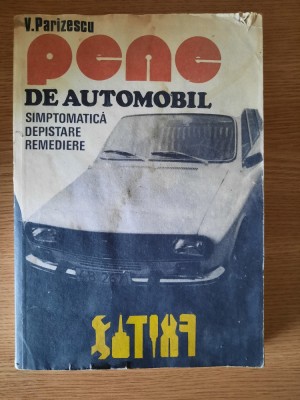 V. Parizescu
pene
DE AUTOMOBIL
SIMPTOMATICĂ
DEPISTARE
REMEDIERE